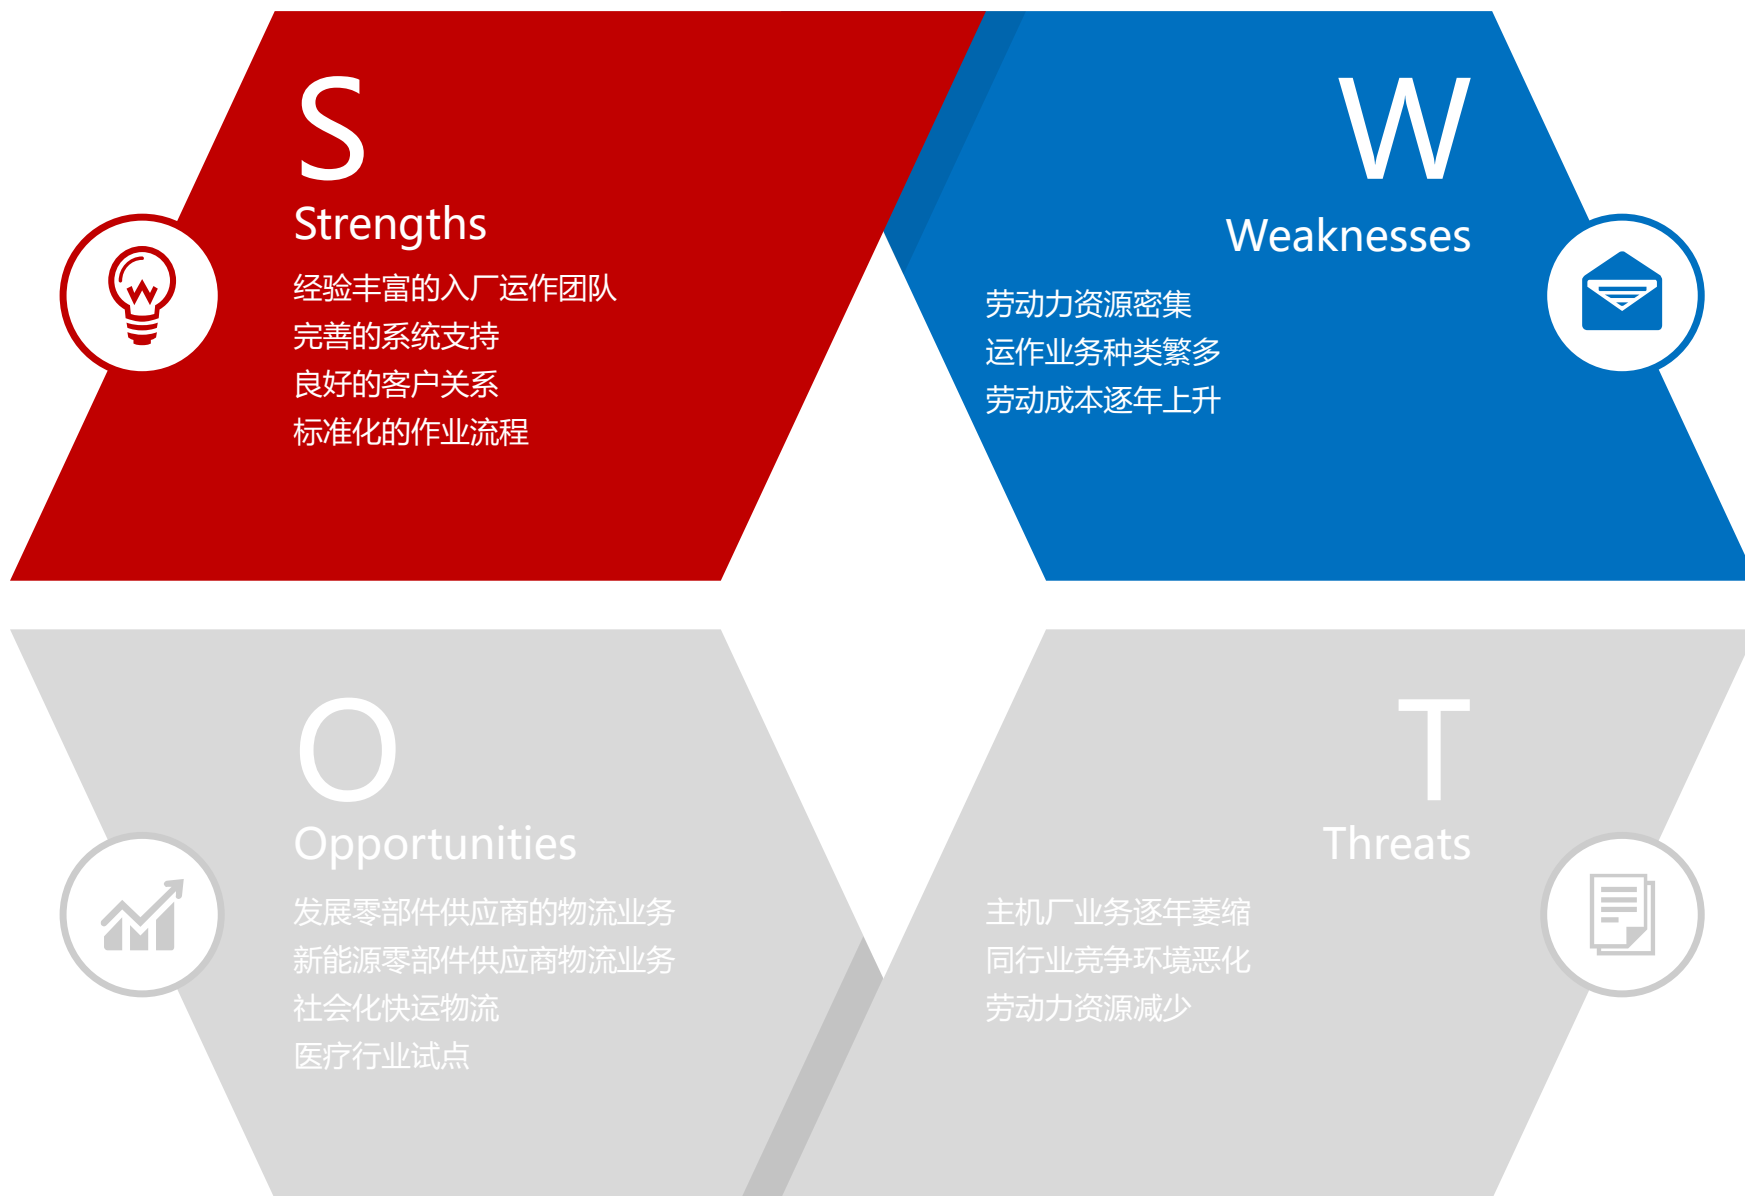 S
Strengths
经验丰富的入厂运作团队
完善的系统支持
良好的客户关系
标准化的作业流程
W
Weaknesses
劳动力资源密集
运作业务种类繁多
劳动成本逐年上升
O
Opportunities
发展零部件供应商的物流业务
新能源零部件供应商物流业务
社会化快运物流
医疗行业试点
T
Threats
主机厂业务逐年萎缩
同行业竞争环境恶化
劳动力资源减少